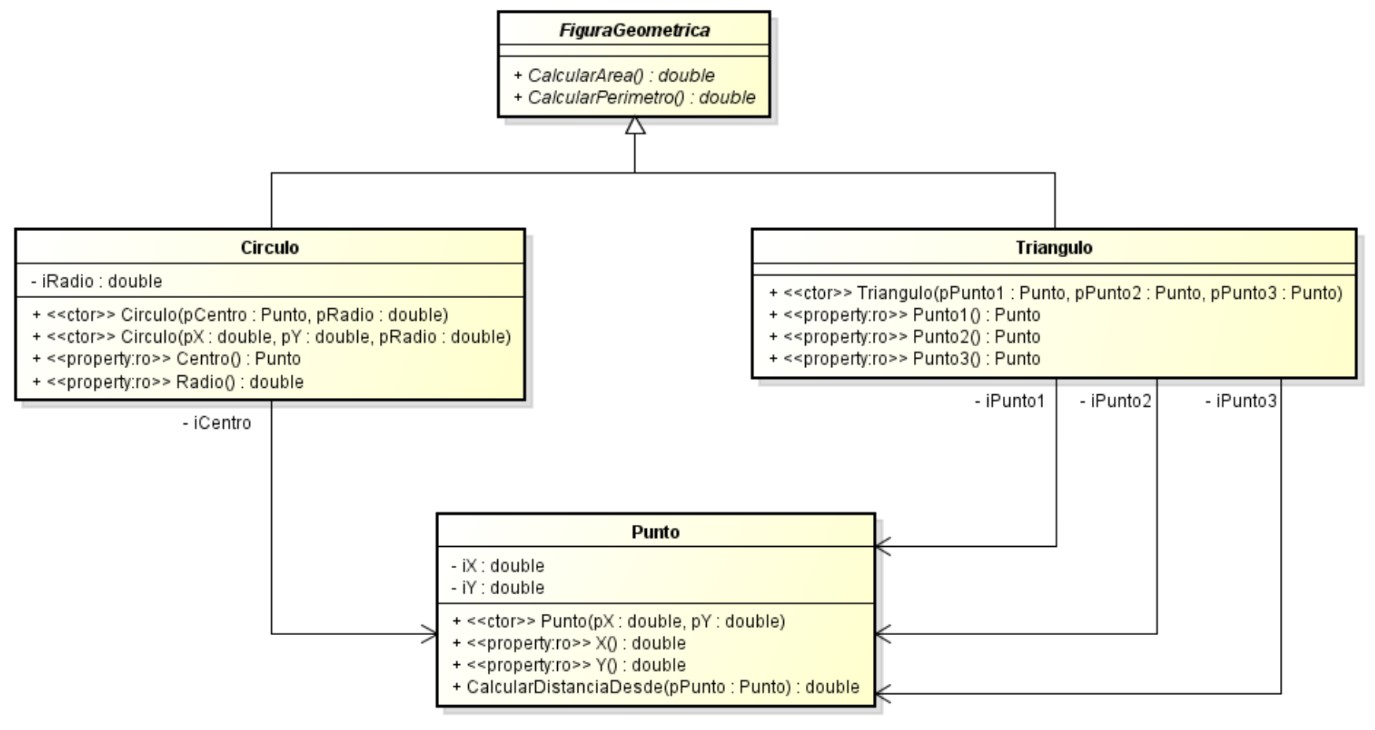 FiguraGeometrica
+ CalcularArea() : double
+ CalcularPerimetro() : double
Circulo
- iRadio : double
+ <<ctor>> Circulo(pCentro : Punto, pRadio : double)
+ <<ctor>> Circulo(pX : double, pY : double, pRadio : double)
+ <<property:ro>> Centro() : Punto
+ <<property:ro>> Radio() : double
Triangulo
+ <<ctor>> Triangulo(pPunto1 : Punto, pPunto2 : Punto, pPunto3 : Punto)
+ <<property:ro>> Punto1() : Punto
+ <<property:ro>> Punto2() : Punto
+ <<property:ro>> Punto3() : Punto
- iCentro
- iPunto1
- iPunto2
- iPunto3
Punto
- iX : double
- iY : double
+ <<ctor>> Punto(pX : double, pY : double)
+ <<property:ro>> X() : double
+ <<property:ro>> Y() : double
+ CalcularDistanciaDesde(pPunto : Punto) : double